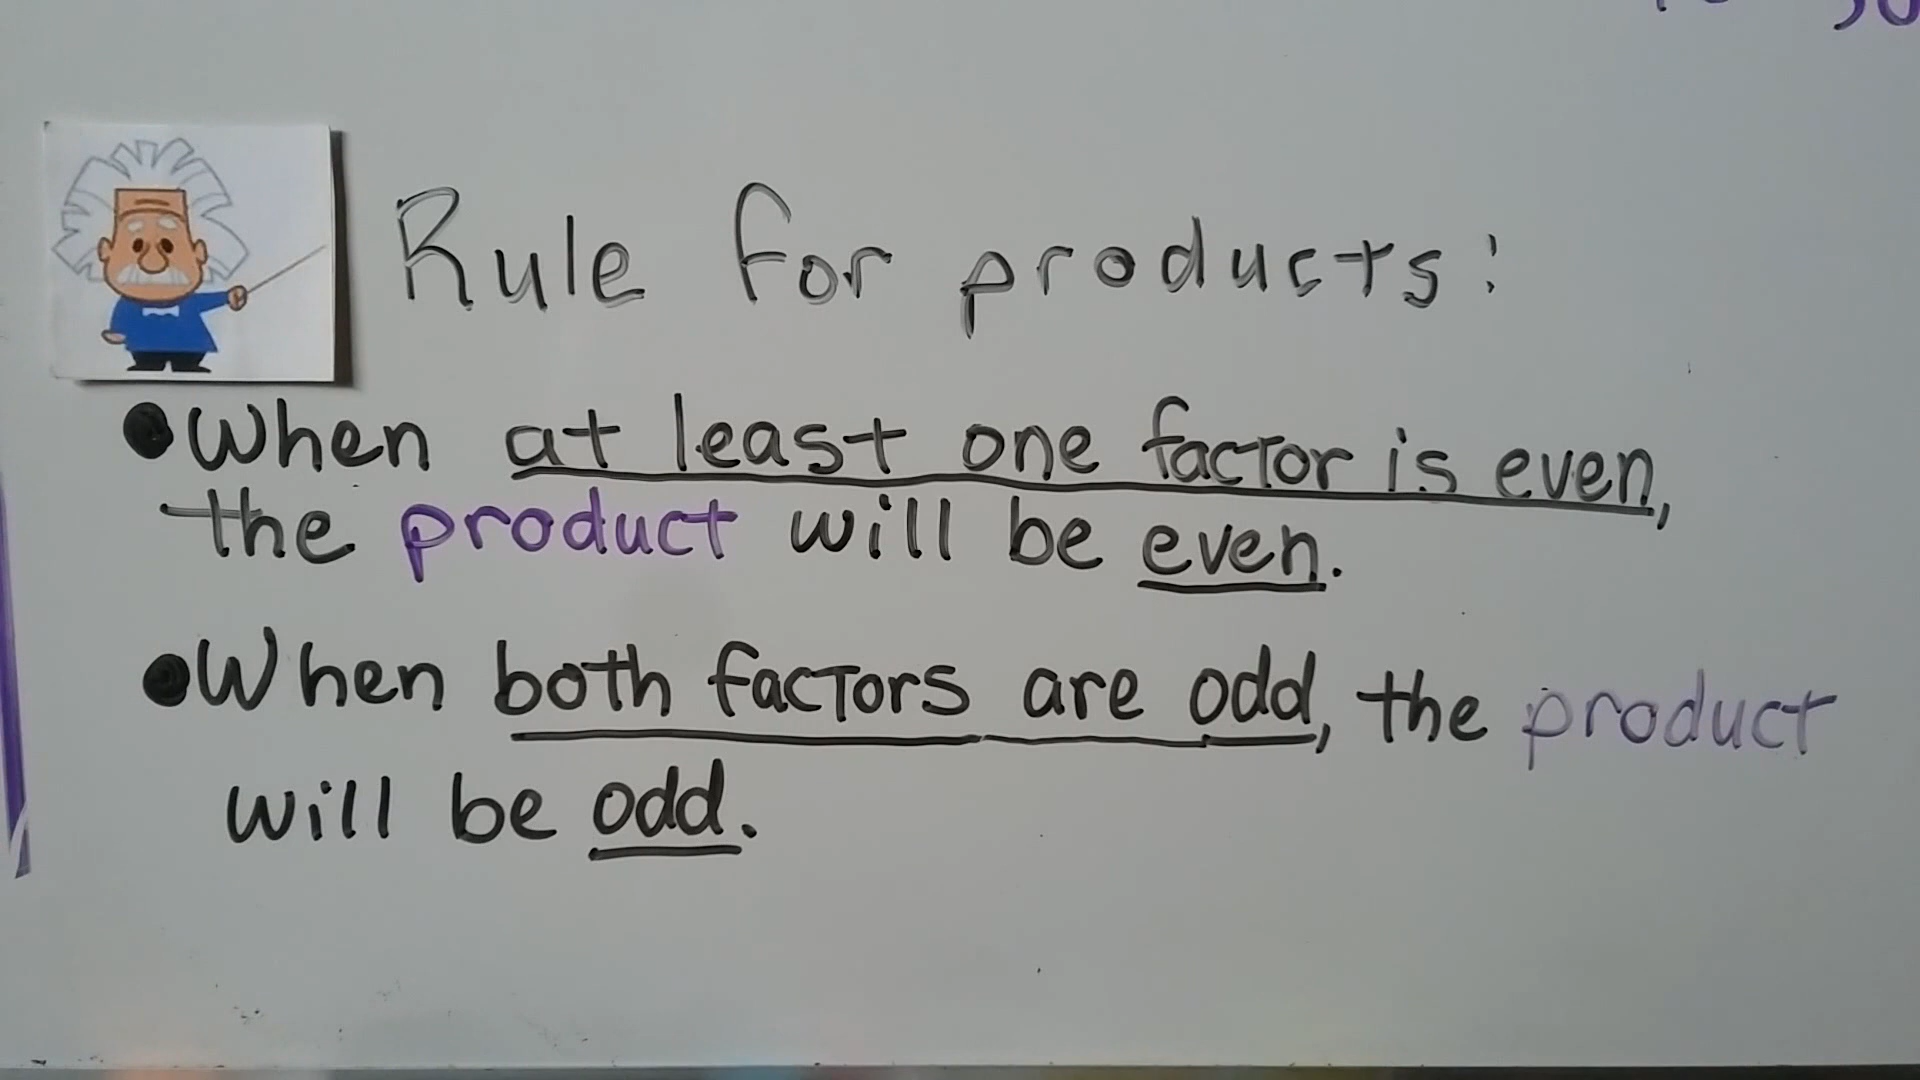 Rule for products:
•When at least one factor is even,
the product will be even.
•When both factors are odd, the product
will be odd.